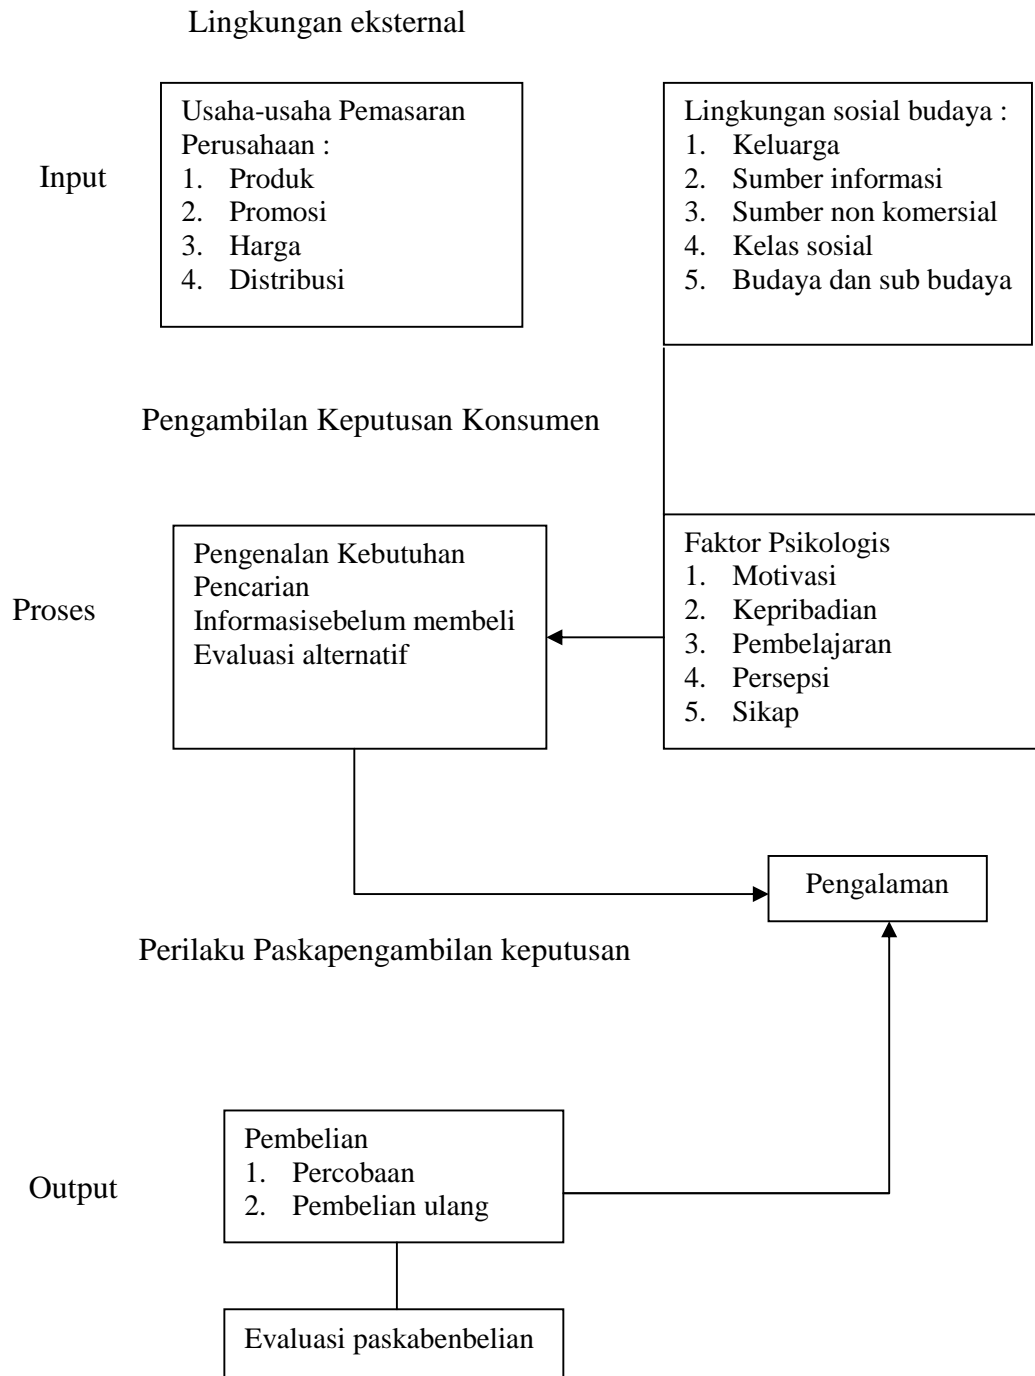 Lingkungan eksternal
Input
Usaha-usaha Pemasaran
Perusahaan :
1. Produk
2. Promosi
3. Harga
4. Distribusi
Lingkungan sosial budaya :
1. Keluarga
2. Sumber informasi
3. Sumber non komersial
4. Kelas sosial
5. Budaya dan sub budaya
Pengambilan Keputusan Konsumen
Proses
Pengenalan Kebutuhan
Pencarian
Informasisebelum membeli
Evaluasi alternatif
Faktor Psikologis
1. Motivasi
2. Kepribadian
3. Pembelajaran
4. Persepsi
5. Sikap
Pengalaman
Perilaku Paskapengambilan keputusan
Output
Pembelian
1. Percobaan
2. Pembelian ulang
Evaluasi paskabenbelian